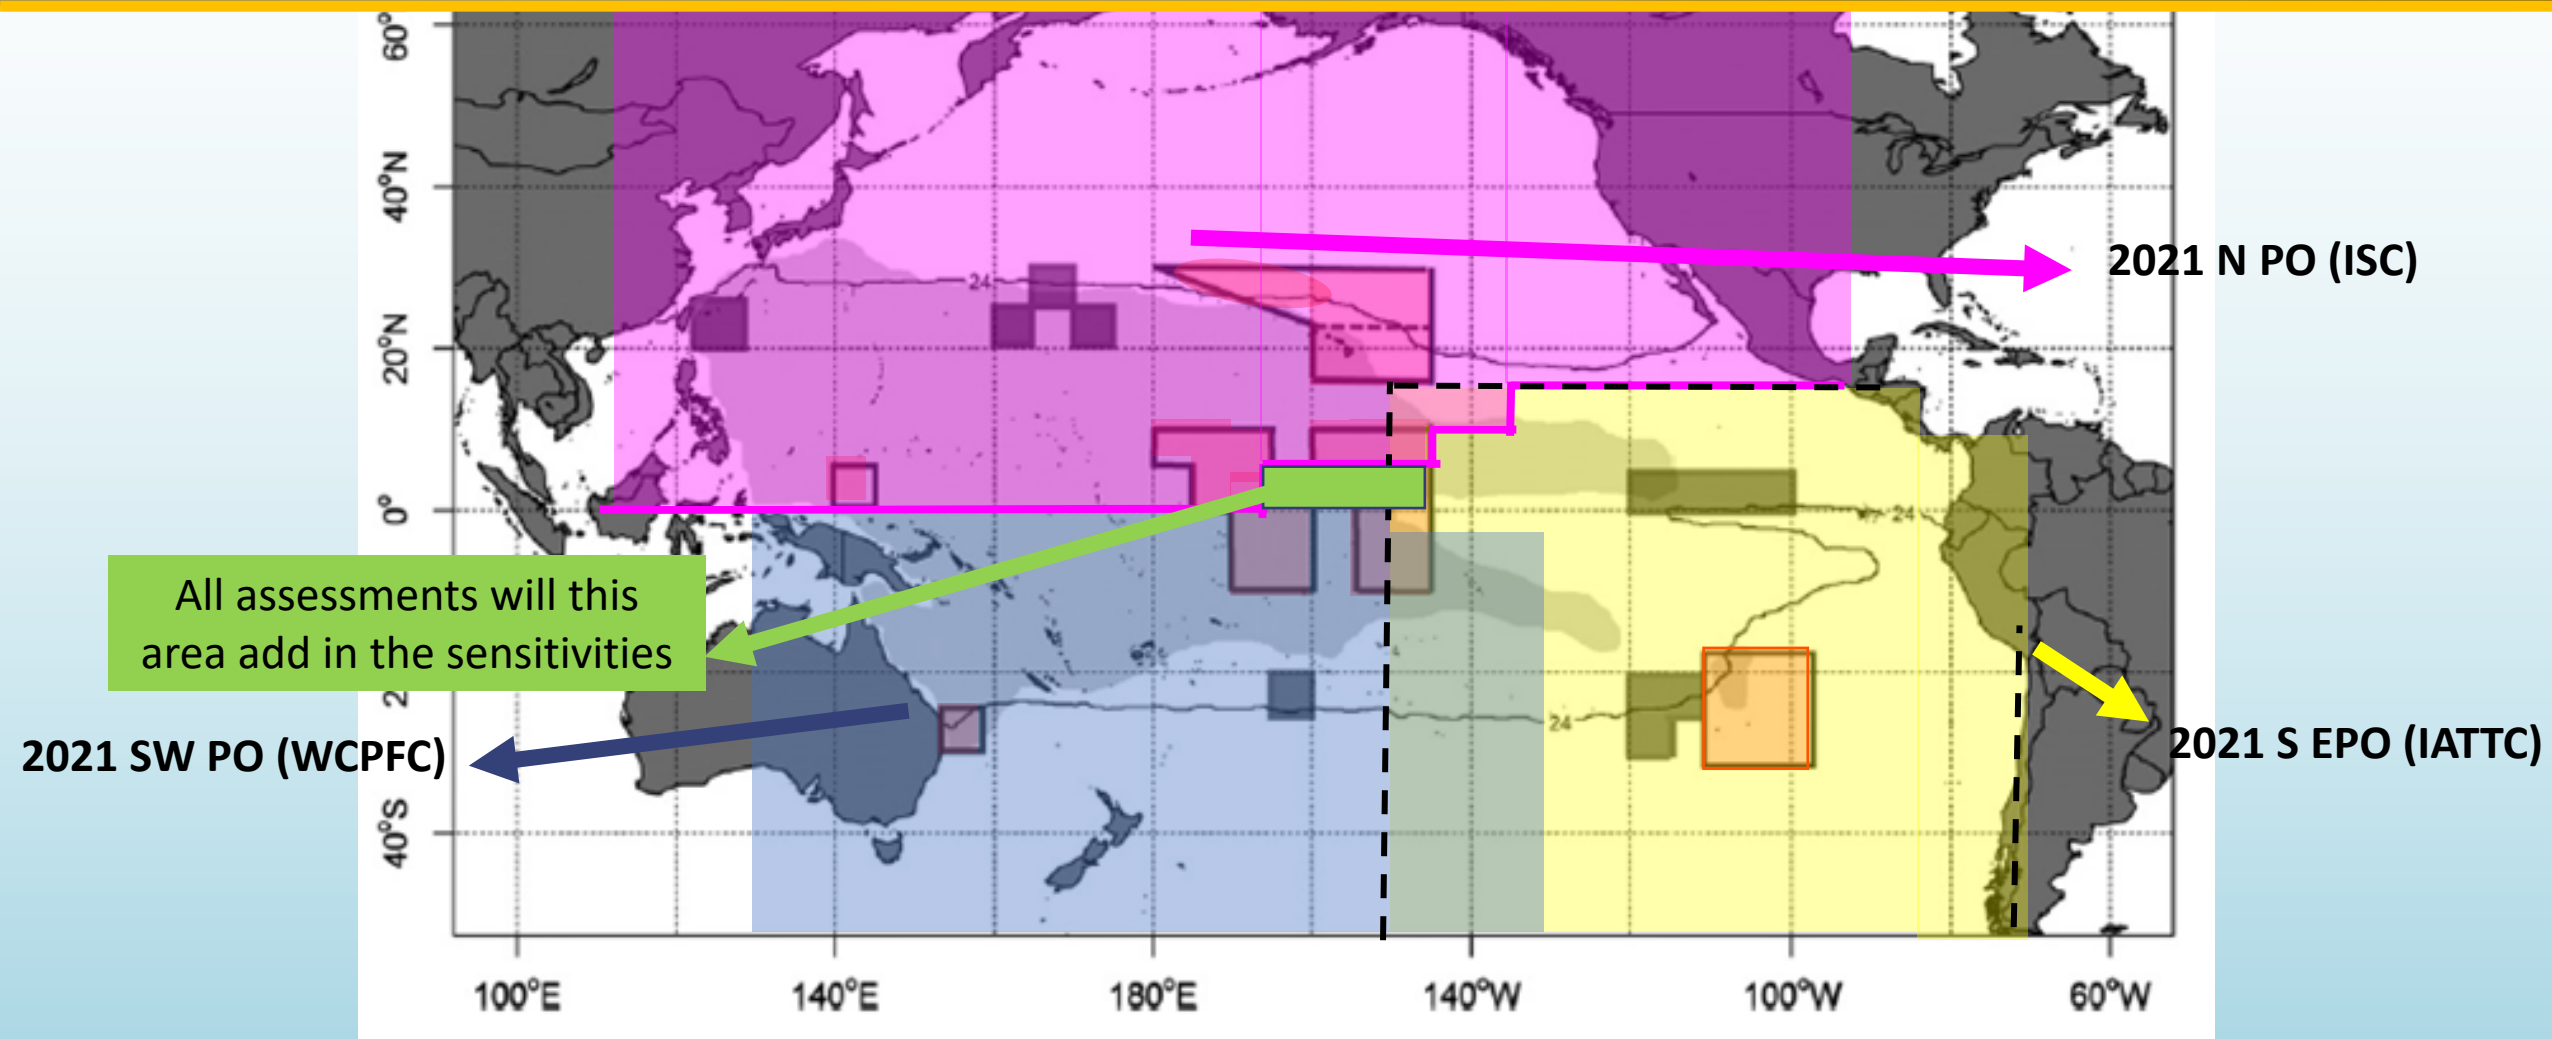 60°
40°N
20°N
0°
2
40°S
24
24
24
2021 N PO (ISC)
All assessments will this
area add in the sensitivities
2021 SW PO (WCPFC)
2021 S EPO (IATTC)
100°E
140°E
180°E
140°W
100°W
60°W